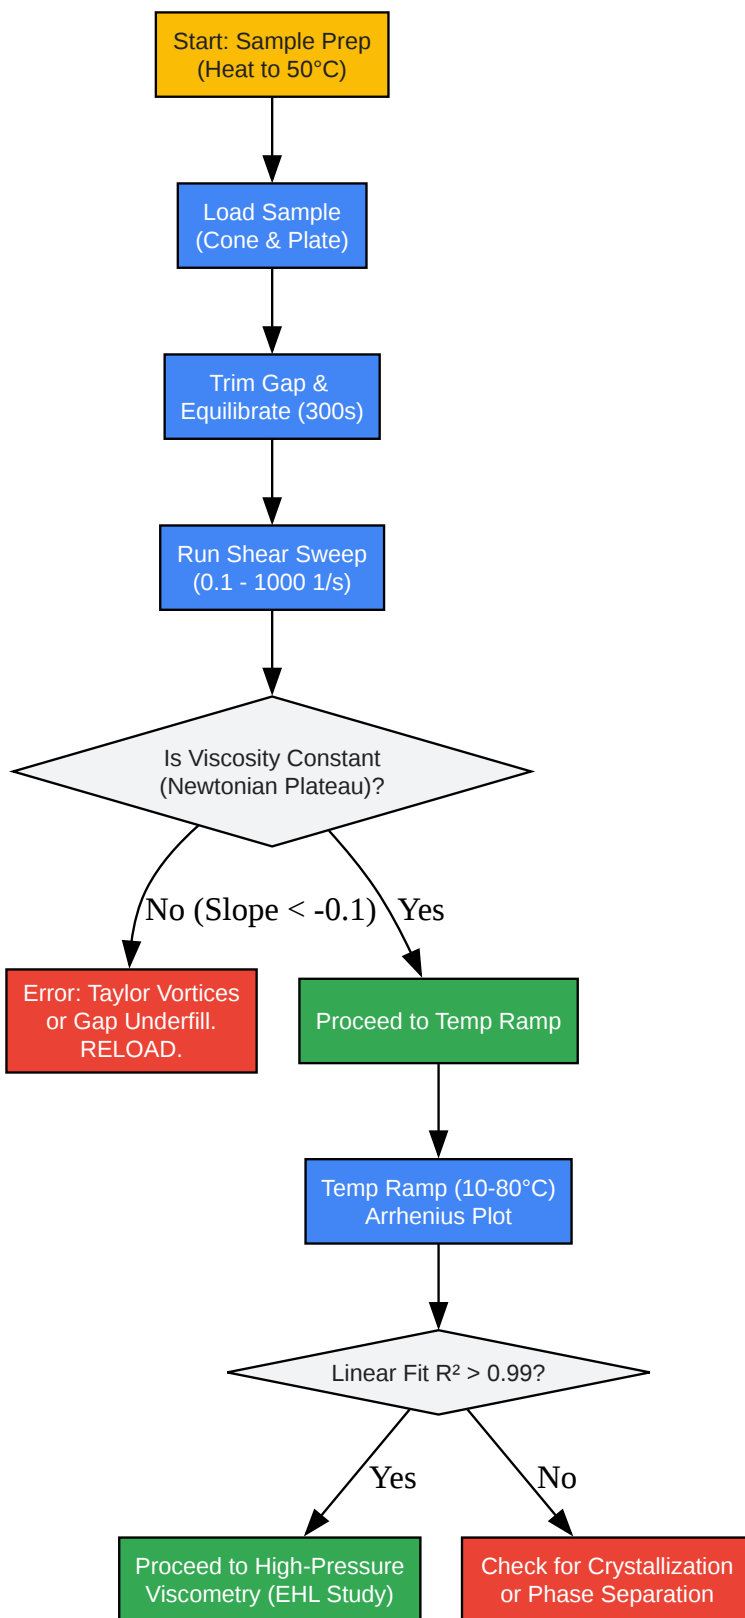 Start: Sample Prep
(Heat to 50°C)
Load Sample
(Cone & Plate)
Trim Gap &
Equilibrate (300s)
Run Shear Sweep
(0.1 - 1000 1/s)
Is Viscosity Constant
(Newtonian Plateau)?
No (Slope < -0.1)
Yes
Error: Taylor Vortices
or Gap Underfill.
RELOAD.
Proceed to Temp Ramp
Temp Ramp (10-80°C)
Arrhenius Plot
Linear Fit R² > 0.99?
Yes
No
Proceed to High-Pressure
Viscometry (EHL Study)
Check for Crystallization
or Phase Separation